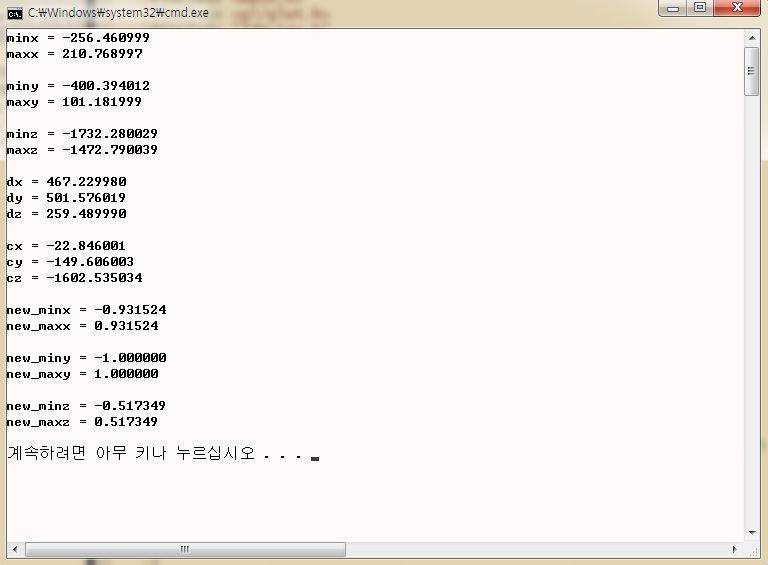 C:₩Windows₩system32₩cmd.exe
minx = -256.460999
maxx = 210.768997
miny = -400.394012
maxy = 101.181999
minz = -1732.280029
maxz = -1472.790039
dx = 467.229980
dy = 501.576019
dz = 259.489990
cx = -22.846001
cy = -149.606003
cz = -1602.535034
new_minx = -0.931524
new_maxx = 0.931524
new_miny = -1.000000
new_maxy = 1.000000
new_minz = -0.517349
new_maxz = 0.517349
계속하려면 아무 키나 누르십시오 . . .